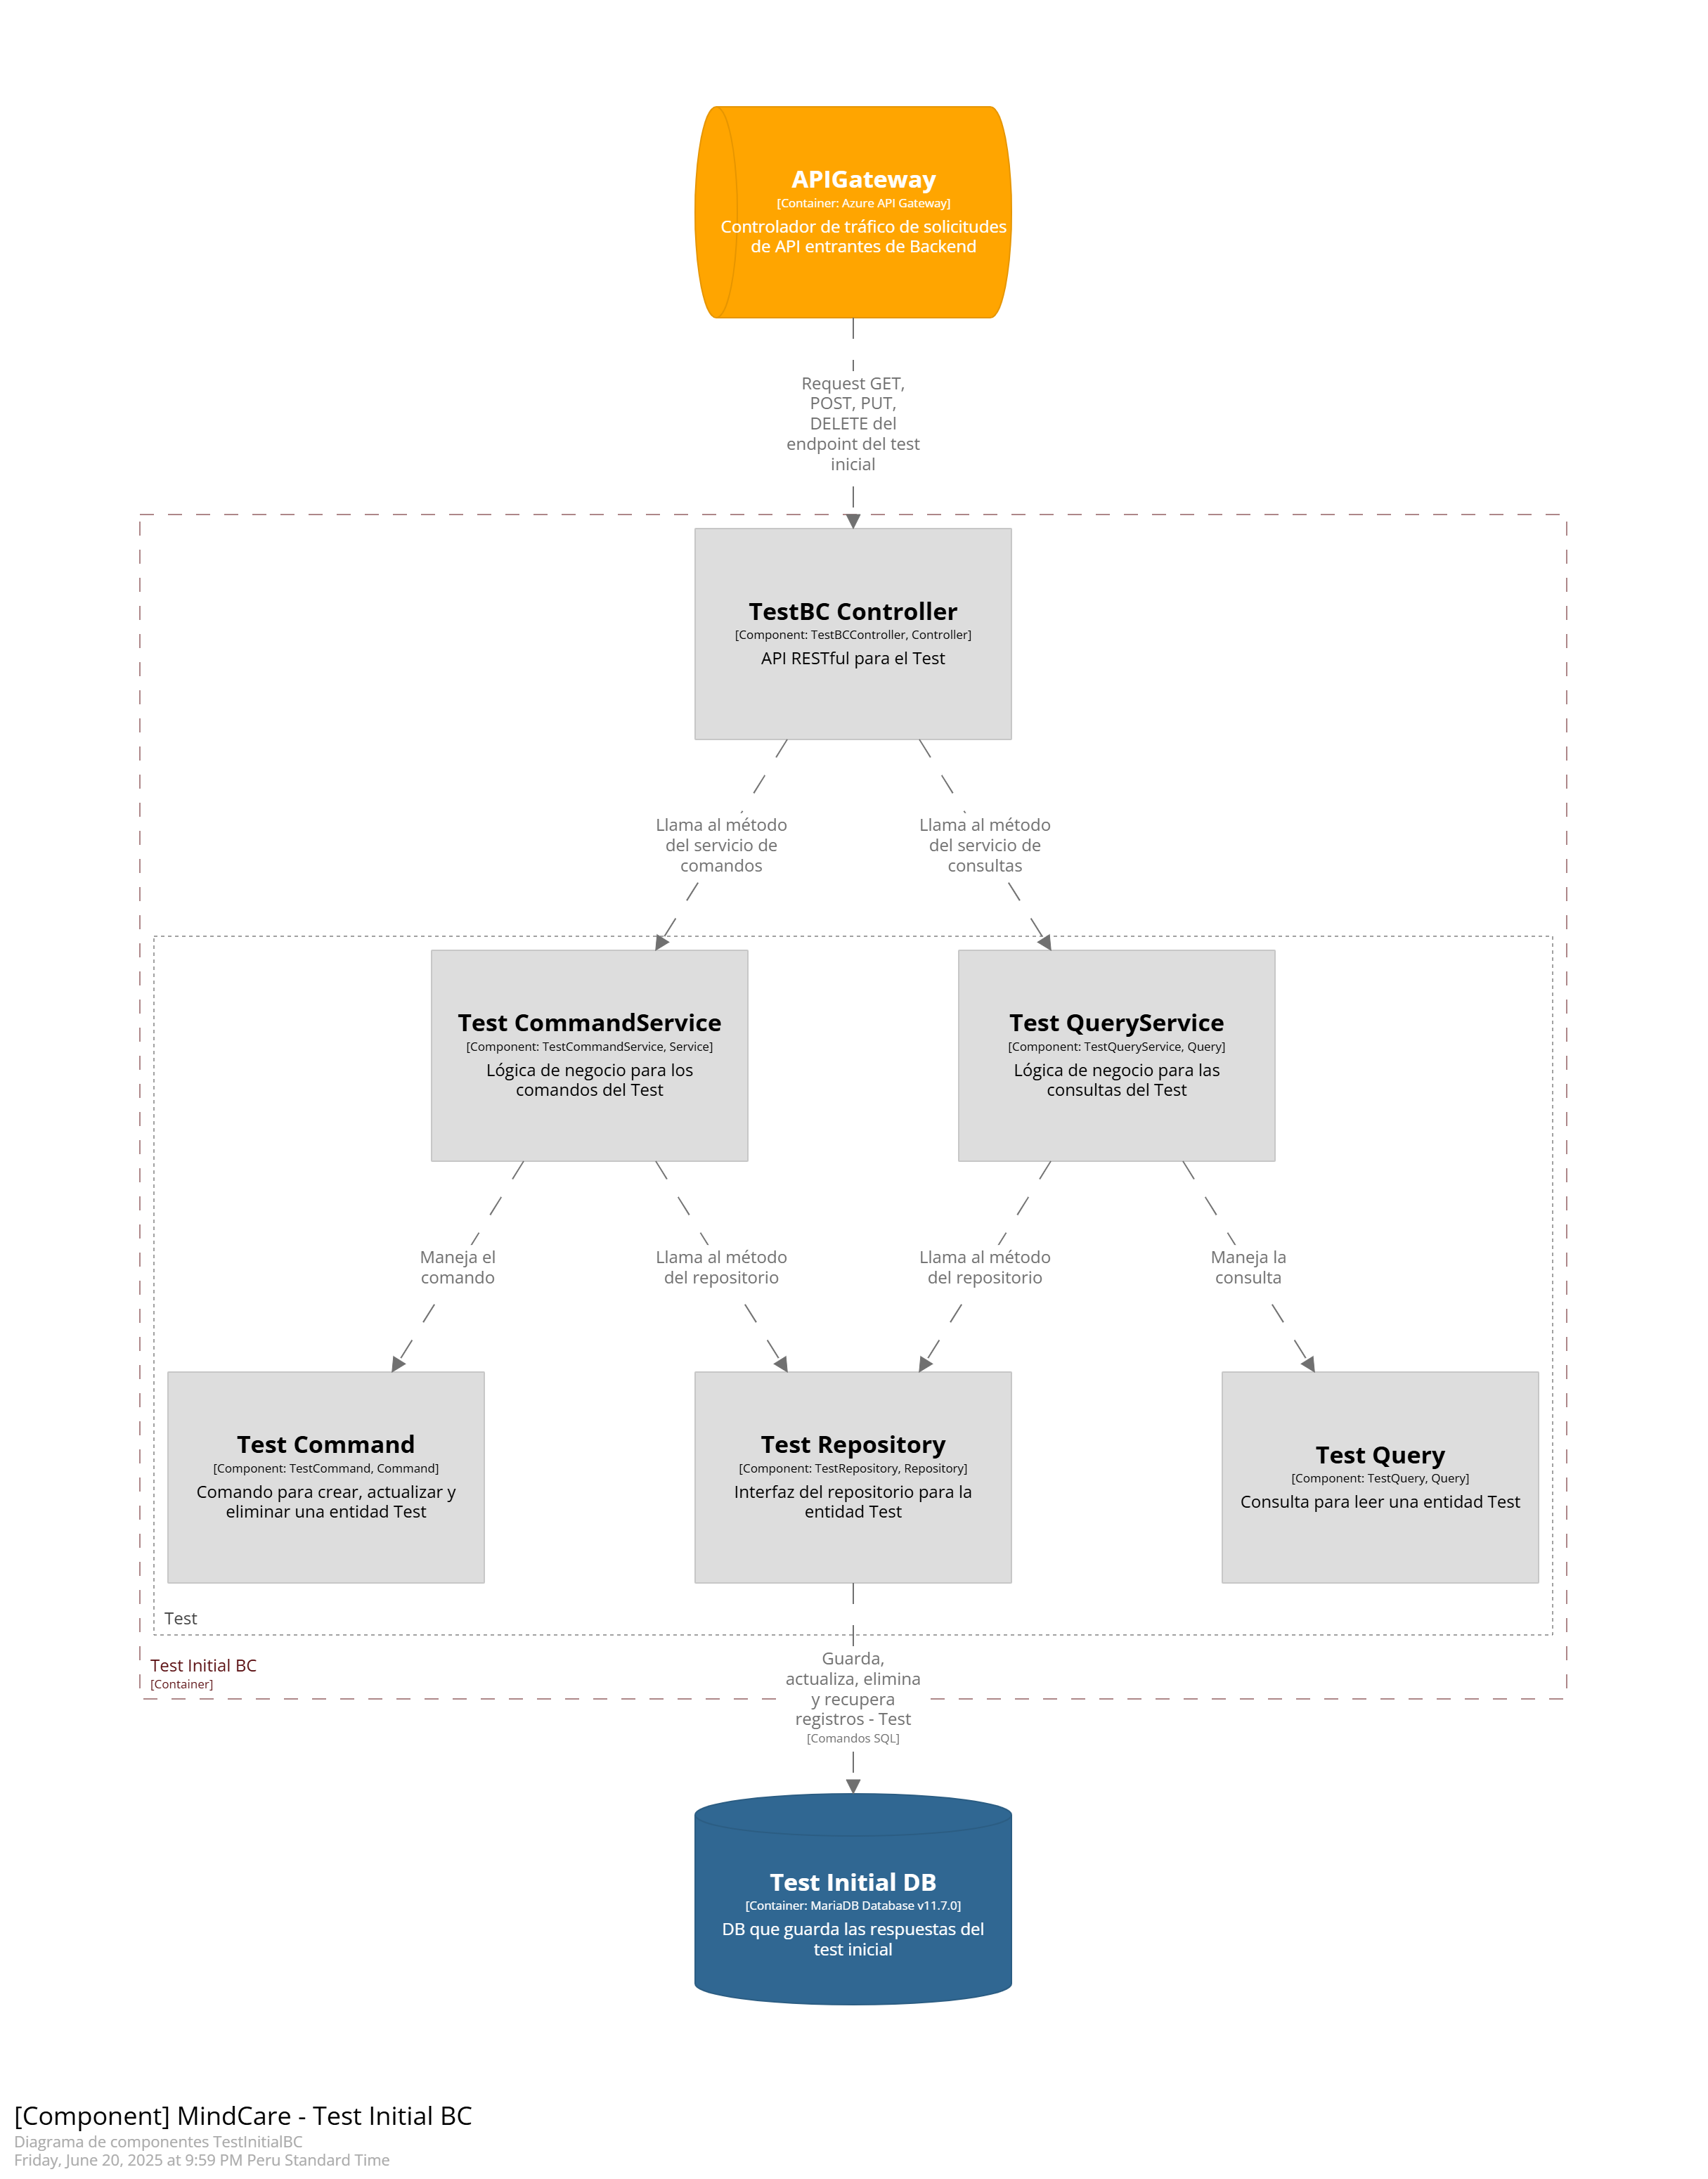 APIGateway
[Container: Azure API Gateway]
Controlador de tráfico de solicitudes
de API entrantes de Backend
Request GET,
POST, PUT,
DELETE del
endpoint del test
inicial
TestBC Controller
[Component: TestBCController, Controller]
API RESTful para el Test
Llama al método
del servicio de
comandos
Llama al método
del servicio de
consultas
Test CommandService
[Component: TestCommandService, Service]
Lógica de negocio para los
comandos del Test
Test QueryService
[Component: TestQueryService, Query]
Lógica de negocio para las
consultas del Test
Maneja el
comando
Llama al método
del repositorio
Llama al método
del repositorio
Maneja la
consulta
Test Command
[Component: TestCommand, Command]
Comando para crear, actualizar y
eliminar una entidad Test
Test Repository
[Component: TestRepository, Repository]
Interfaz del repositorio para la
entidad Test
Test Query
[Component: TestQuery, Query]
Consulta para leer una entidad Test
Test
Test Initial BC
[Container]
Guarda,
actualiza, elimina
y recupera
registros - Test
[Comandos SQL]
Test Initial DB
[Container: MariaDB Database v11.7.0]
DB que guarda las respuestas del
test inicial
[Component] MindCare - Test Initial BC
Diagrama de componentes TestInitialBC
Friday, June 20, 2025 at 9:59 PM Peru Standard Time